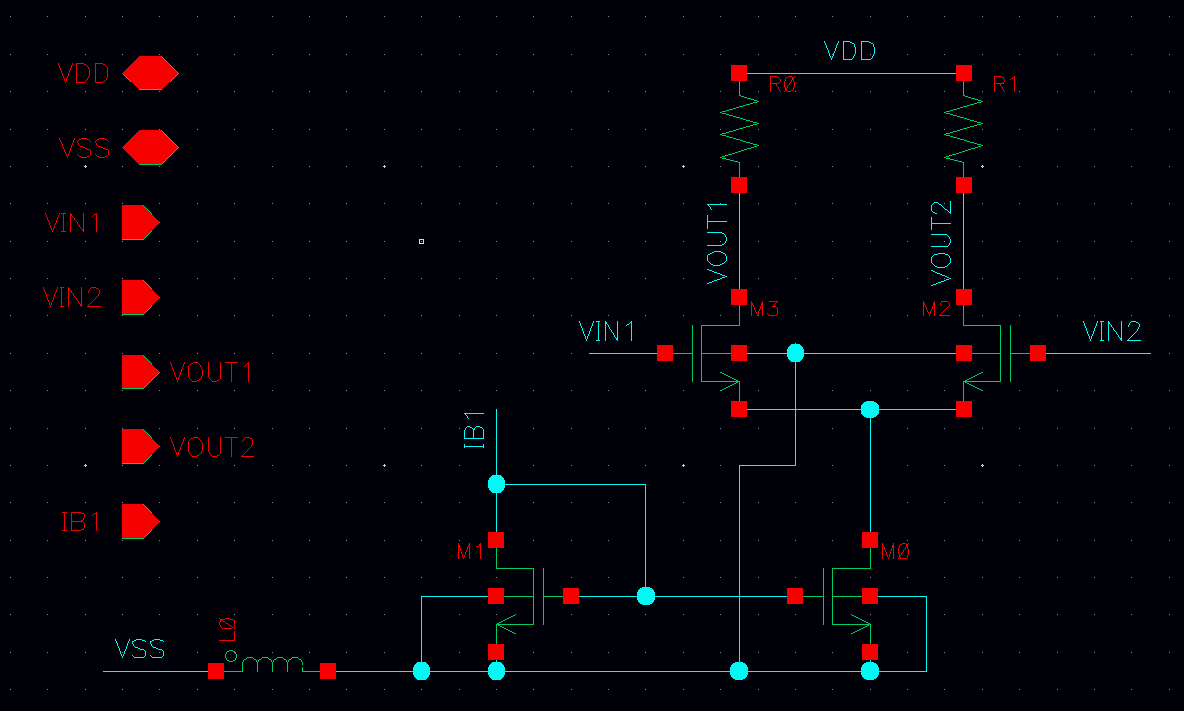 VDD
VSS
VIN1
VIN2
VOUT1
VOUT2
IB1
VDD
RØ
R1
VOUT1
VOUT2
M3
M2
VIN1
VIN2
IB1
M1
MØ
LØ
VSS